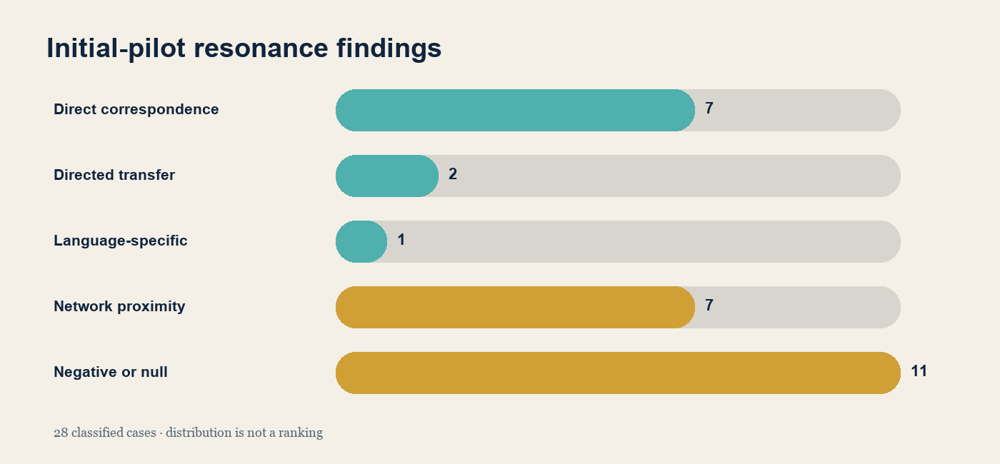 Initial-pilot resonance findings
Direct correspondence 7
Directed transfer 2
Language-specific 1
Network proximity 7
Negative or null 11
28 classified cases · distribution is not a ranking